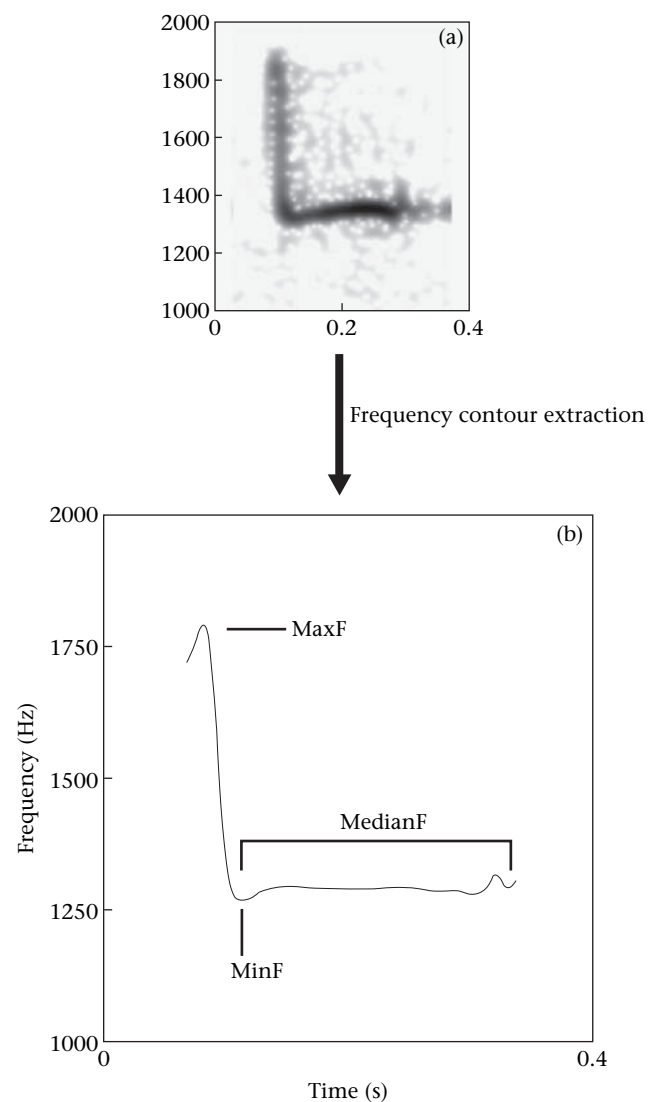 2000
(a)
1800
1600
1400
1200
1000
0
0.2
0.4
Frequency contour extraction
2000
(b)
MaxF
1750
Frequency (Hz)
1500
MedianF
1250
MinF
1000
0
0.4
Time (s)